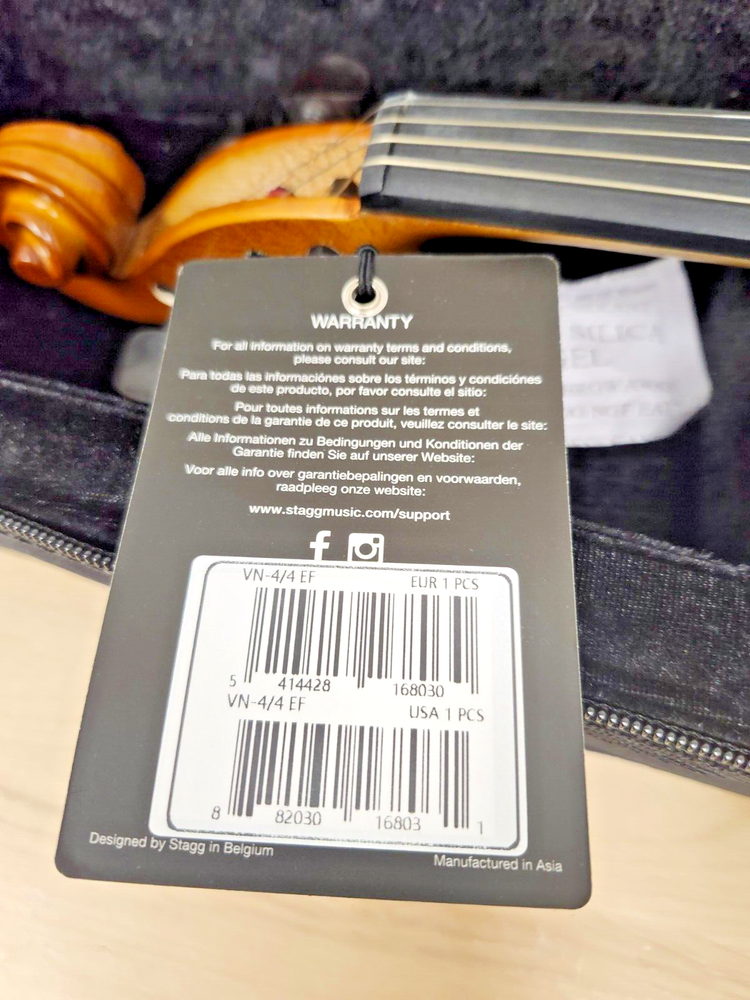 WARRANTY
For all information on warranty terms and conditions,
please consult our site:
Para todas las informaciónes sobre los términos y condiciónes
de este producto, por favor consulte el sitio:
Pour toutes informations sur les termes et
conditions de la garantie de ce produit, veuillez consulter le site:
Alle Informationen zu Bedingungen und Konditionen der
Garantie finden Sie auf unserer Website:
Voor alle info over garantiebepalingen en voorwaarden,
raadpleeg onze website:
www.staggmusic.com/support
VN-4/4 EF EUR 1 PCS
5 414428 168030
VN-4/4 EF USA 1 PCS
8 82030 16803 1
Designed by Stagg in Belgium
Manufactured in Asia
SILICA
GEL